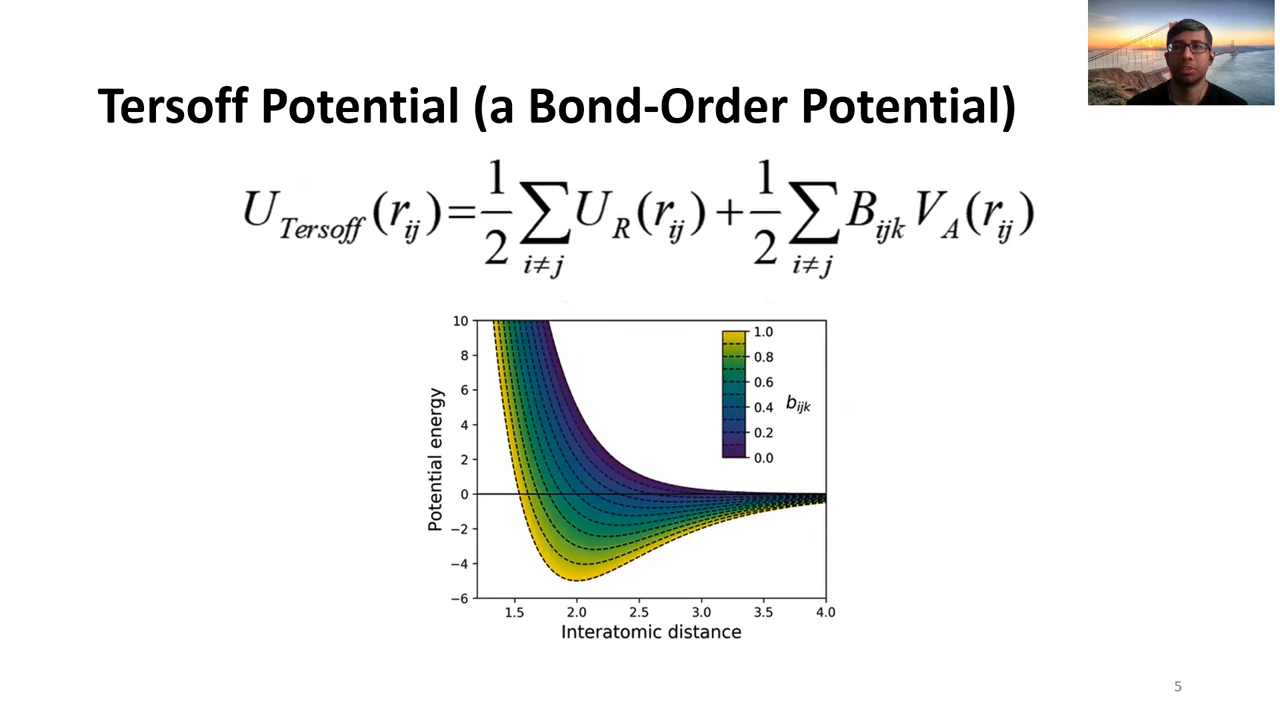 Tersoff Potential (a Bond-Order Potential)
U_Tersoff(r_ij) = 1/2 ∑_{i≠j} U_R(r_ij) + 1/2 ∑_{i≠j} B_ijk V_A(r_ij)
10
8
6
4
2
0
−2
−4
−6
Potential energy
1.0
0.8
0.6
0.4
0.2
0.0
b_ijk
1.5 2.0 2.5 3.0 3.5 4.0
Interatomic distance
5